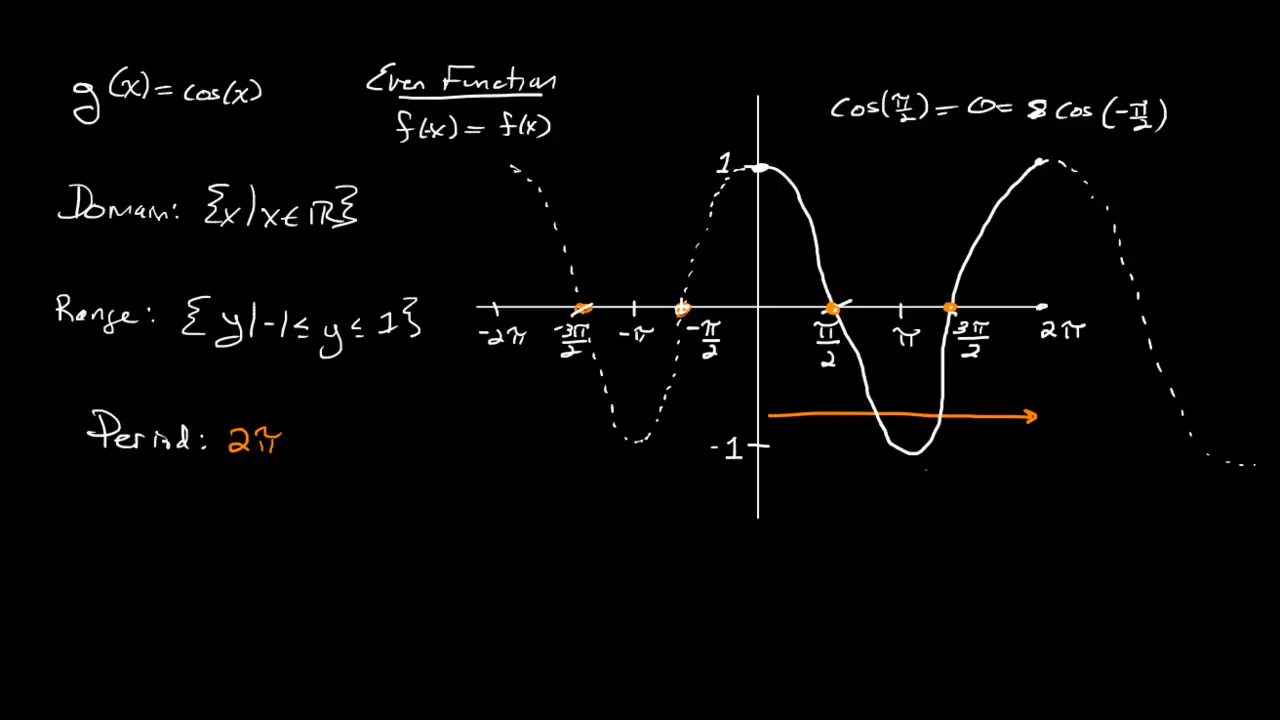 g(x) = cos(x)
Even Function
f(-x) = f(x)
cos(π/2) = 0 = cos(-π/2)
Domain: {x|x∈ℝ}
Range: {y|-1 ≤ y ≤ 1}
Period: 2π
1
-2π -3π/2 -π -π/2 π/2 π 3π/2 2π
-1